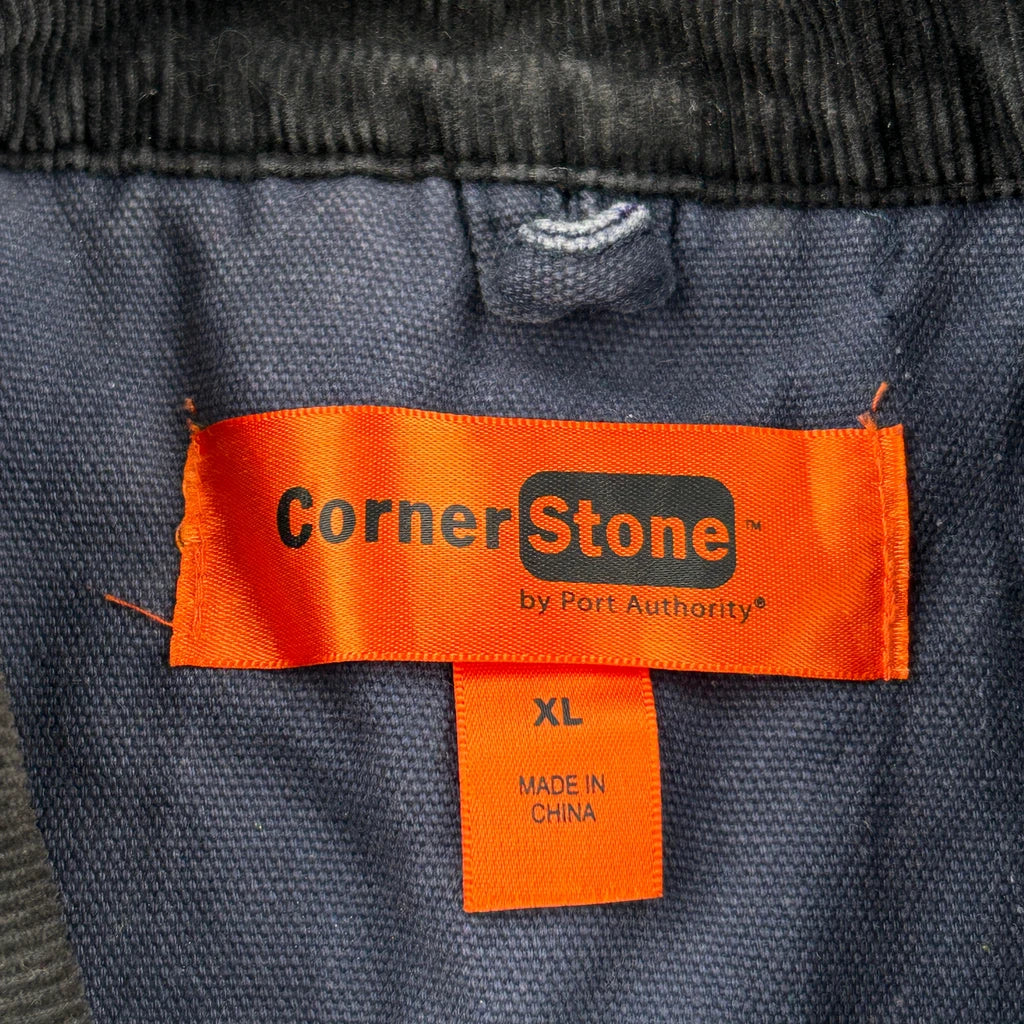 CornerStone™
by Port Authority®
XL
MADE IN
CHINA